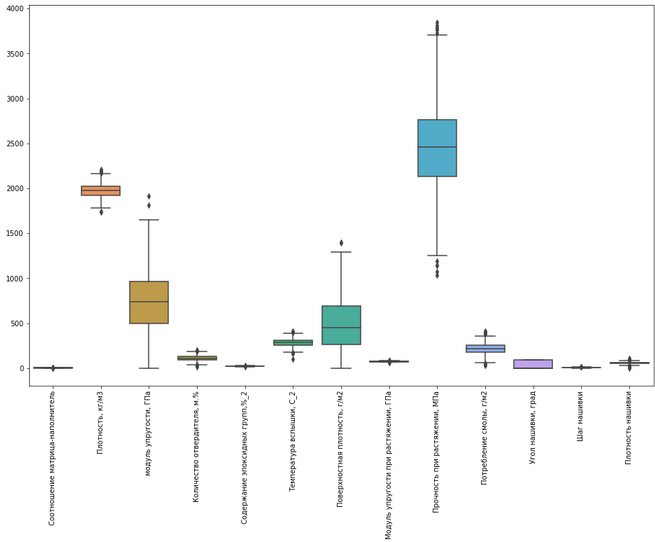 4000
3500
3000
2500
2000
1500
1000
500
0
Соотношение матрица-наполнитель
Плотность, кг/м3
модуль упругости, ГПа
Количество отвердителя, м.%
Содержание эпоксидных групп,%_2
Температура вспышки, С_2
Поверхностная плотность, г/м2
Модуль упругости при растяжении, ГПа
Прочность при растяжении, МПа
Потребление смолы, г/м2
Угол нашивки, град
Шаг нашивки
Плотность нашивки